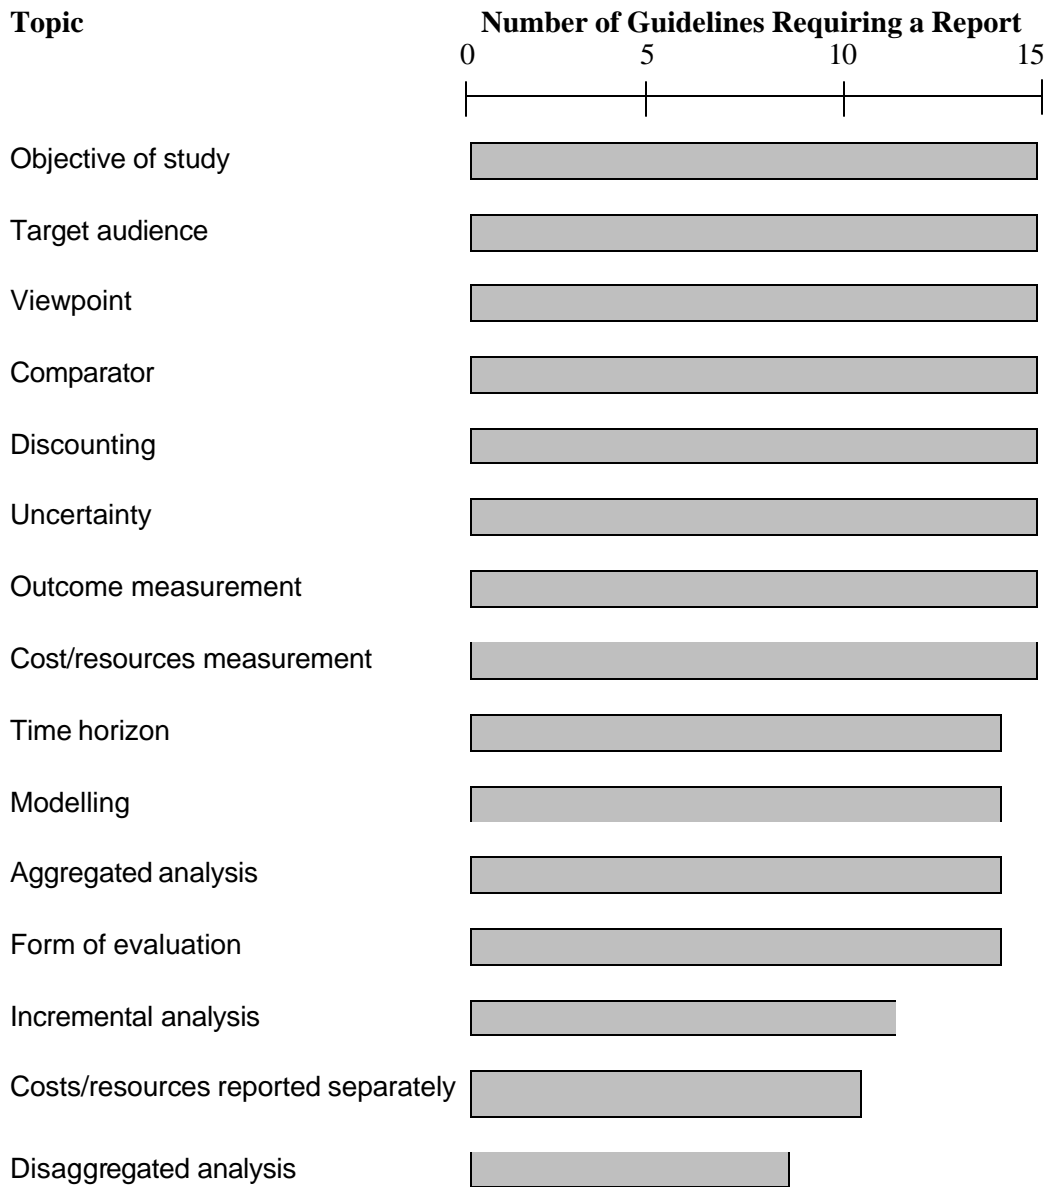 Topic Number of Guidelines Requiring a Report
0 5 10 15
Objective of study
Target audience
Viewpoint
Comparator
Discounting
Uncertainty
Outcome measurement
Cost/resources measurement
Time horizon
Modelling
Aggregated analysis
Form of evaluation
Incremental analysis
Costs/resources reported separately
Disaggregated analysis